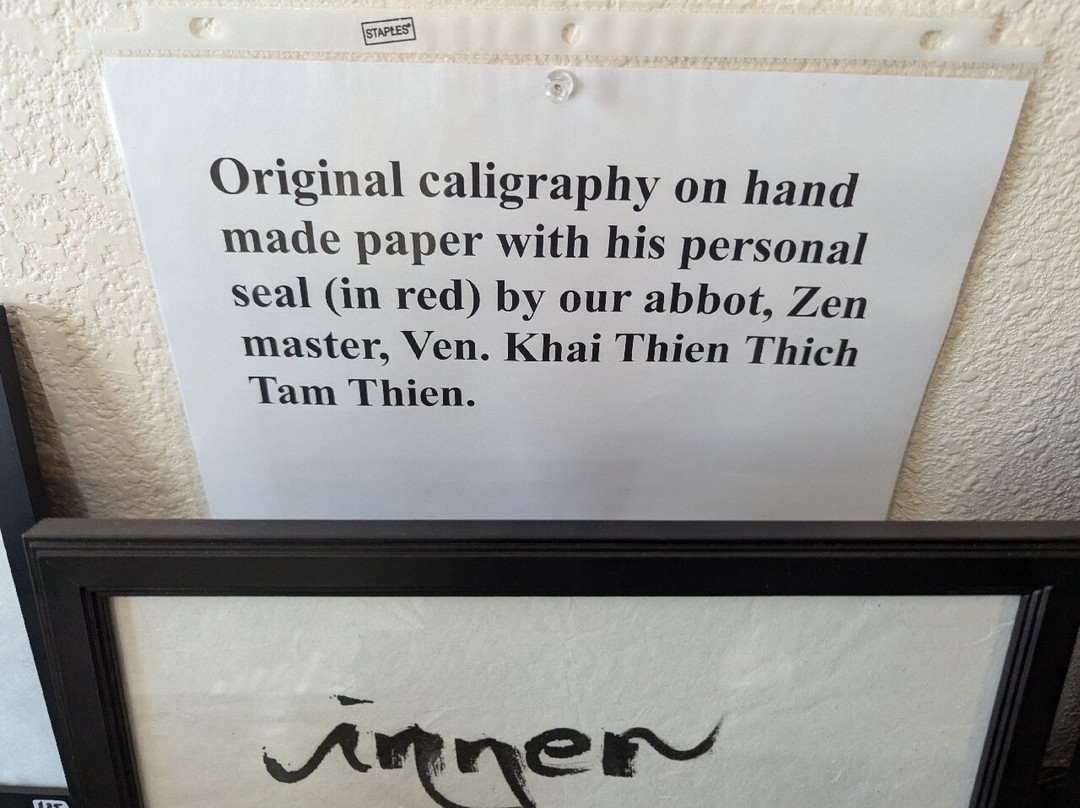 STAPLES
Original caligraphy on hand
made paper with his personal
seal (in red) by our abbot, Zen
master, Ven. Khai Thien Thich
Tam Thien.
inner